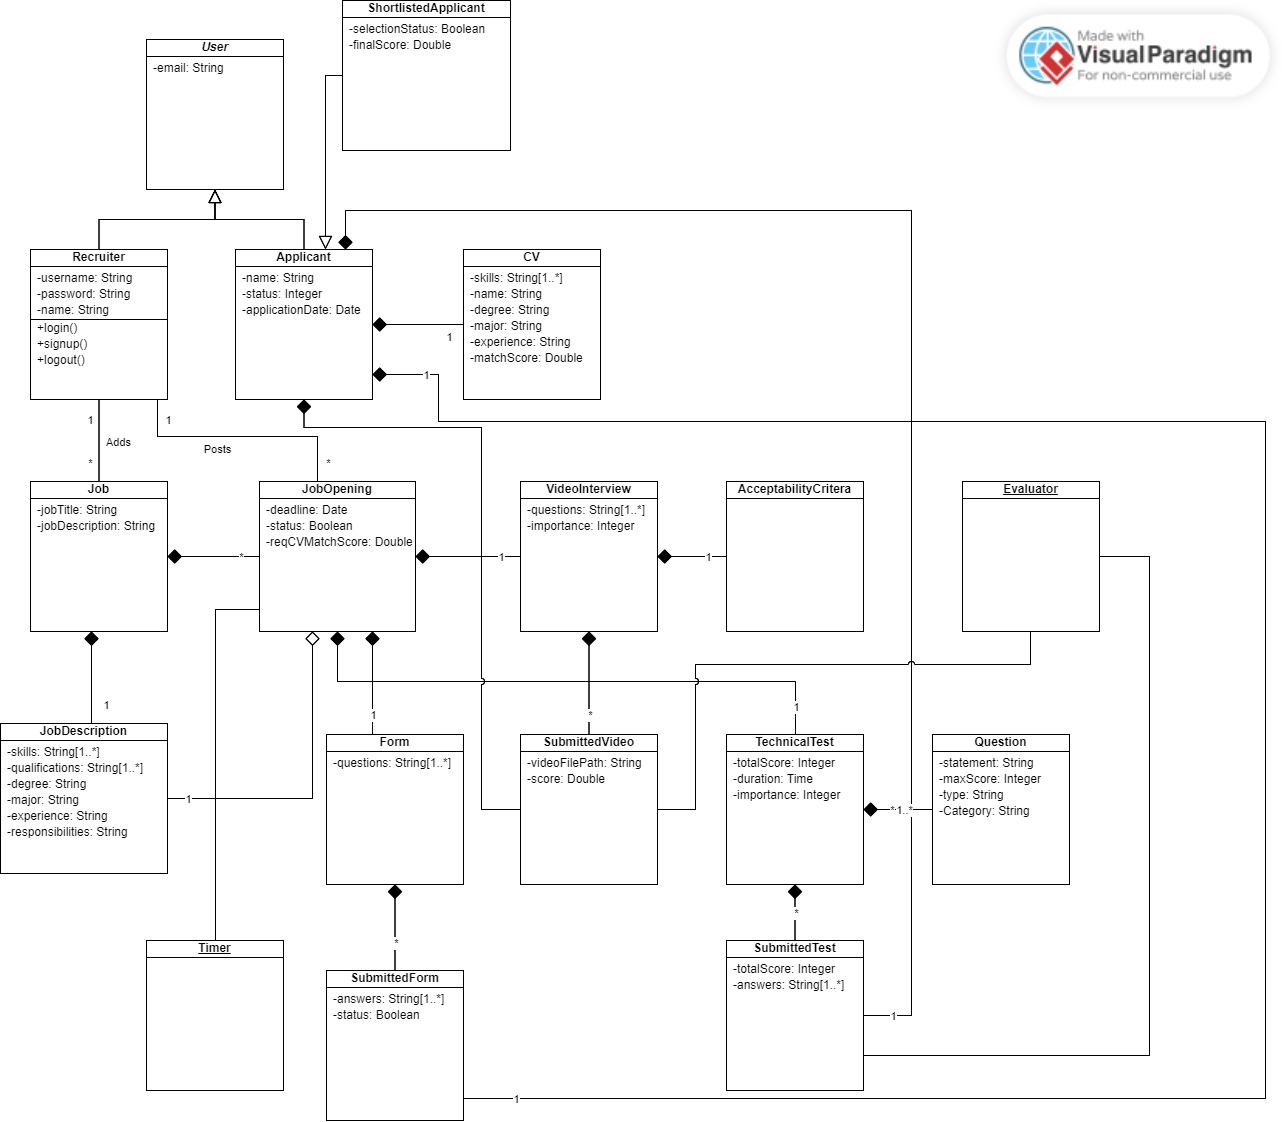 ShortlistedApplicant
-selectionStatus: Boolean
-finalScore: Double
Made with
Visual Paradigm
For non-commercial use
User
-email: String
Recruiter
-username: String
-password: String
-name: String
+login()
+signup()
+logout()
Applicant
-name: String
-status: Integer
-applicationDate: Date
CV
-skills: String[1..*]
-name: String
-degree: String
-major: String
-experience: String
-matchScore: Double
1
1
1
Adds
*
1
Posts
*
Job
-jobTitle: String
-jobDescription: String
*
JobOpening
-deadline: Date
-status: Boolean
-reqCVMatchScore: Double
1
VideoInterview
-questions: String[1..*]
-importance: Integer
1
AcceptabilityCritera
Evaluator
1
1
*
1
JobDescription
-skills: String[1..*]
-qualifications: String[1..*]
-degree: String
-major: String
-experience: String
-responsibilities: String
1
Form
-questions: String[1..*]
SubmittedVideo
-videoFilePath: String
-score: Double
TechnicalTest
-totalScore: Integer
-duration: Time
-importance: Integer
*
1..*
Question
-statement: String
-maxScore: Integer
-type: String
-Category: String
*
*
Timer
SubmittedForm
-answers: String[1..*]
-status: Boolean
SubmittedTest
-totalScore: Integer
-answers: String[1..*]
1
1